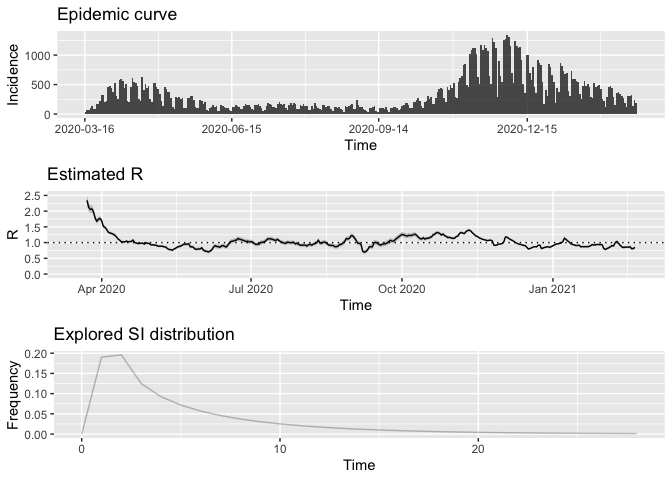 Epidemic curve
Incidence
1000
500
0
2020-03-16 2020-06-15 2020-09-14 2020-12-15
Time
Estimated R
R
2.5
2.0
1.5
1.0
0.5
0.0
Apr 2020 Jul 2020 Oct 2020 Jan 2021
Time
Explored SI distribution
Frequency
0.20
0.15
0.10
0.05
0.00
0 10 20
Time